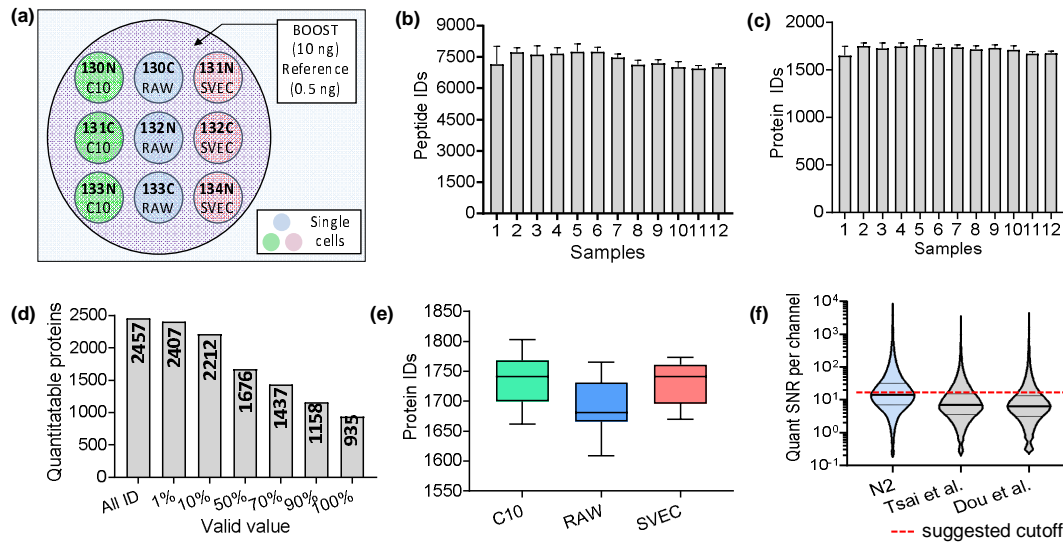 (a)
BOOST
(10 ng)
Reference
(0.5 ng)
130N
C10
130C
RAW
131N
SVEC
131C
C10
132N
RAW
132C
SVEC
133N
C10
133C
RAW
134N
SVEC
Single
cells
(b)
Peptide IDs
9000
7500
6000
4500
3000
1500
0
1 2 3 4 5 6 7 8 9 10 11 12
Samples
(c)
Protein IDs
2000
1500
1000
500
0
1 2 3 4 5 6 7 8 9 10 11 12
Samples
(d)
Quantitatable proteins
2500
2000
1500
1000
500
0
2457
2407
2212
1676
1437
1158
935
All ID 1% 10% 50% 70% 90% 100%
Valid value
(e)
Protein IDs
1850
1800
1750
1700
1650
1600
1550
C10 RAW SVEC
(f)
Quant SNR per channel
10⁴
10³
10²
10¹
10⁰
10⁻¹
N2 Tsai et al. Dou et al.
suggested cutoff